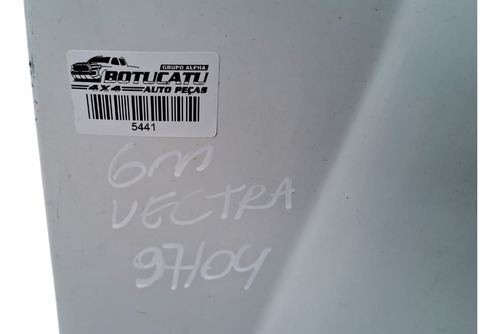 GRUPO ALPHA
BOTUCATU
4X4 AUTO PEÇAS
5441
Gm
VECTRA
97/04